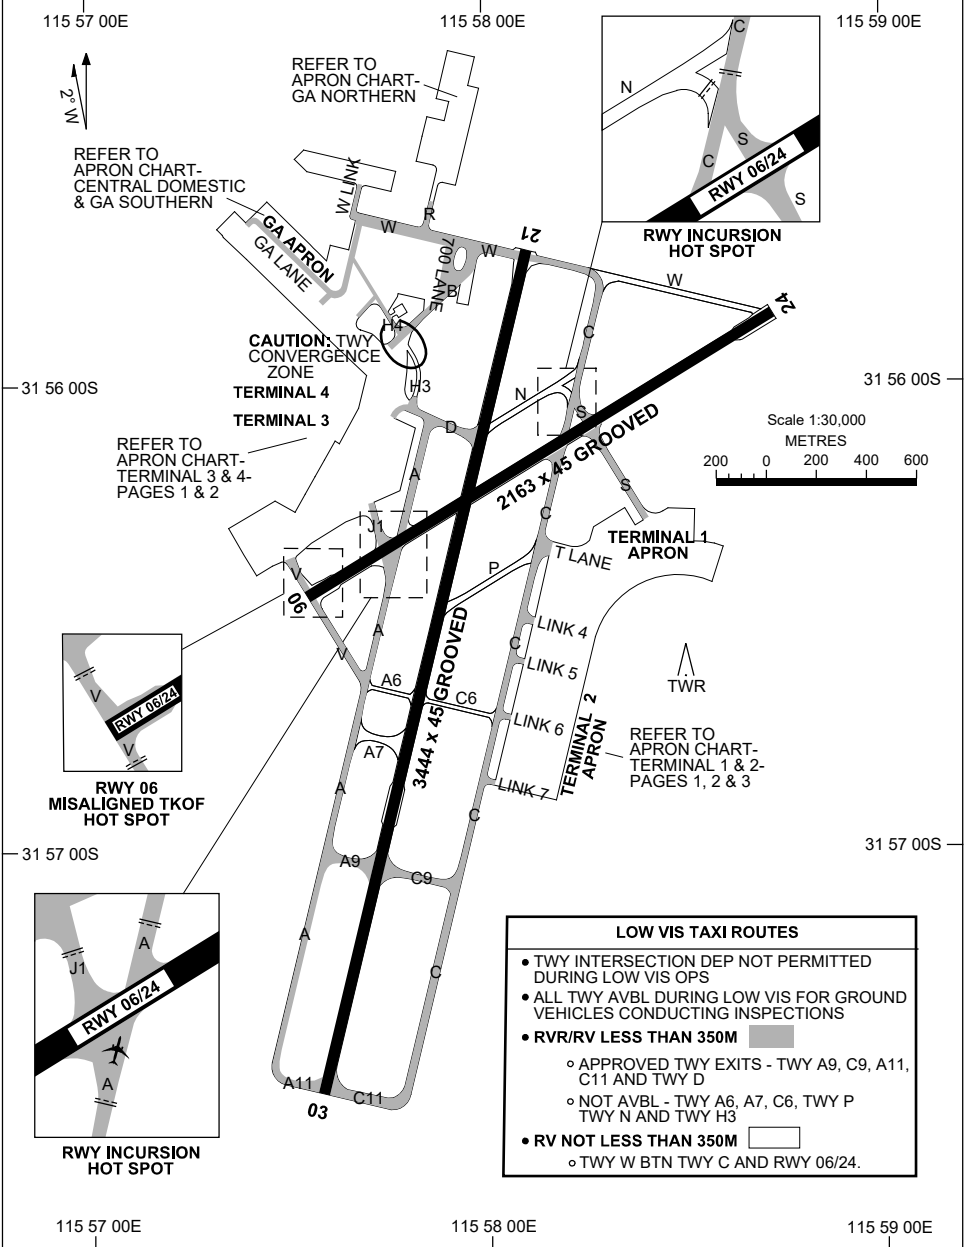 115 57 00E
115 58 00E
115 59 00E
2° W
REFER TO
APRON CHART-
GA NORTHERN
REFER TO
APRON CHART-
CENTRAL DOMESTIC
& GA SOUTHERN
N
C
S
C
RWY 06/24
S
RWY INCURSION
HOT SPOT
W LINK
R
W
W
W
21
24
GA APRON
GA LANE
700 LANE
B
H4
C
CAUTION: TWY
CONVERGENCE
ZONE
H3
31 56 00S
31 56 00S
TERMINAL 4
TERMINAL 3
N
S
D
Scale 1:30,000
METRES
200 0 200 400 600
REFER TO
APRON CHART-
TERMINAL 3 & 4-
PAGES 1 & 2
A
2163 x 45 GROOVED
S
C
J1
TERMINAL 1
APRON
T LANE
P
V
06
A
V
LINK 4
C
LINK 5
3444 x 45 GROOVED
A6
C6
LINK 6
TWR
V
RWY 06/24
V
RWY 06
MISALIGNED TKOF
HOT SPOT
A7
TERMINAL 2
APRON
REFER TO
APRON CHART-
TERMINAL 1 & 2-
PAGES 1, 2 & 3
LINK 7
A
C
31 57 00S
31 57 00S
A9
C9
A
C
J1
A
RWY 06/24
A
RWY INCURSION
HOT SPOT
A11
C11
03
LOW VIS TAXI ROUTES
• TWY INTERSECTION DEP NOT PERMITTED
DURING LOW VIS OPS
• ALL TWY AVBL DURING LOW VIS FOR GROUND
VEHICLES CONDUCTING INSPECTIONS
• RVR/RV LESS THAN 350M
○ APPROVED TWY EXITS - TWY A9, C9, A11,
C11 AND TWY D
○ NOT AVBL - TWY A6, A7, C6, TWY P
TWY N AND TWY H3
• RV NOT LESS THAN 350M
○ TWY W BTN TWY C AND RWY 06/24.
115 57 00E
115 58 00E
115 59 00E